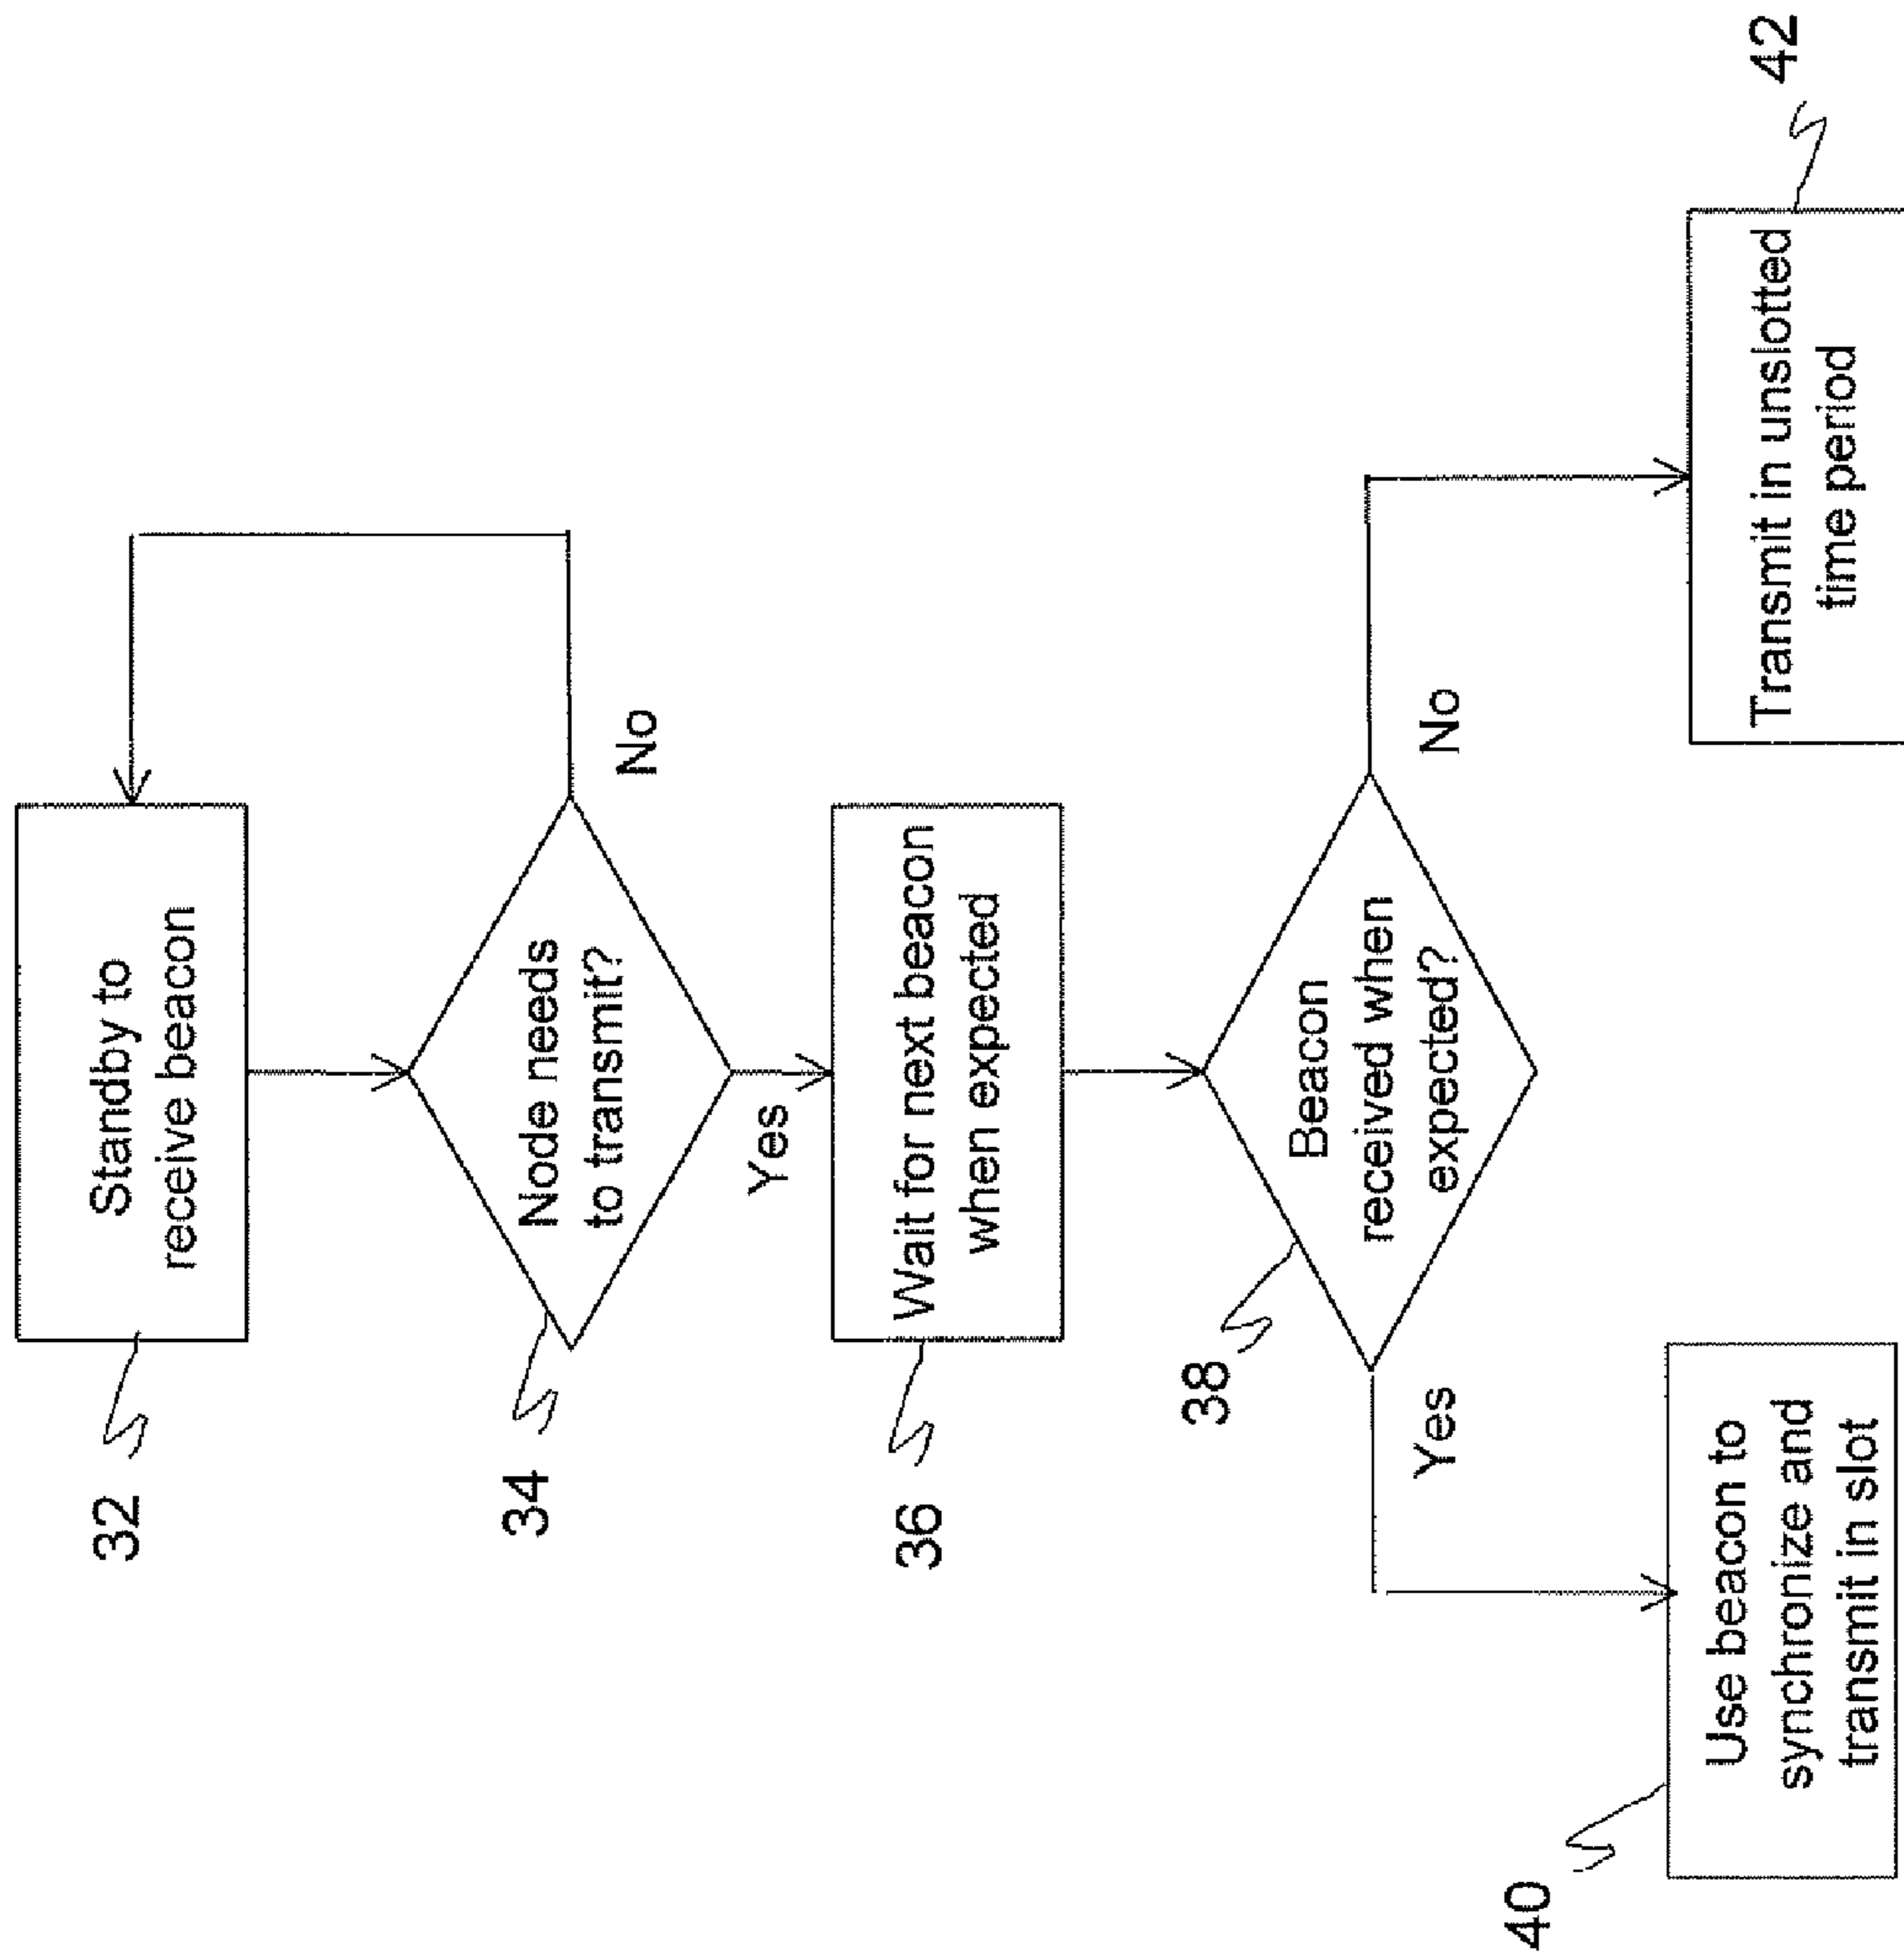 32
Standby to
receive beacon
34
Node needs
to transmit?
No
Yes
36
Wait for next beacon
when expected
38
Beacon
received when
expected?
Yes
No
40
Use beacon to
synchronize and
transmit in slot
Transmit in unslotted
time period
42